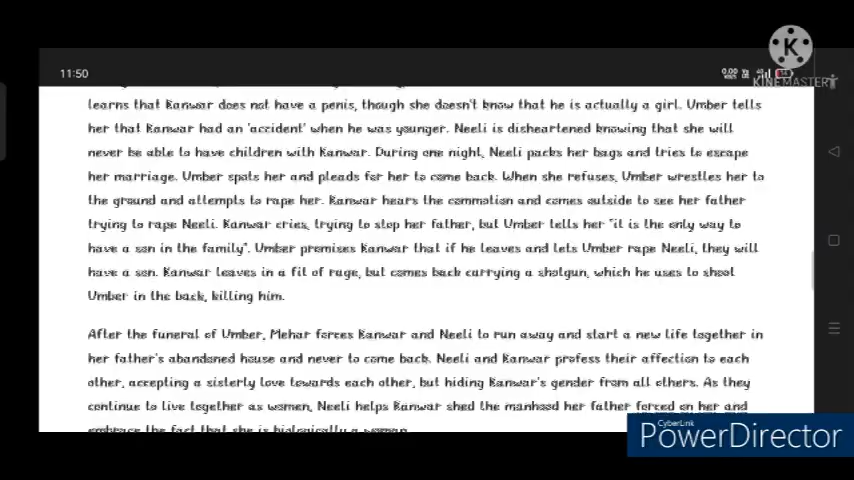 11:50
0.00
KINEMASTER
learns that Kanwar does not have a penis, though she doesn't know that he is actually a girl. Umber tells
her that Kanwar had an 'accident' when he was younger. Neeli is disheartened knowing that she will
never be able to have children with Kanwar. During one night, Neeli packs her bags and tries to escape
her marriage. Umber spots her and pleads for her to come back. When she refuses, Umber wrestles her to
the ground and attempts to rape her. Kanwar hears the commotion and comes outside to see her father
trying to rape Neeli. Kanwar cries, trying to stop her father, but Umber tells her "it is the only way to
have a son in the family". Umber promises Kanwar that if he leaves and lets Umber rape Neeli, they will
have a son. Kanwar leaves in a fit of rage, but comes back carrying a shotgun, which he uses to shoot
Umber in the back, killing him.
After the funeral of Umber, Mehar forces Kanwar and Neeli to run away and start a new life together in
her father's abandoned house and never to come back. Neeli and Kanwar profess their affection to each
other, accepting a sisterly love towards each other, but hiding Kanwar's gender from all others. As they
continue to live together as women, Neeli helps Kanwar shed the manhood her father forced on her and
embrace the fact that she is biologically a woman.
CyberLink
PowerDirector